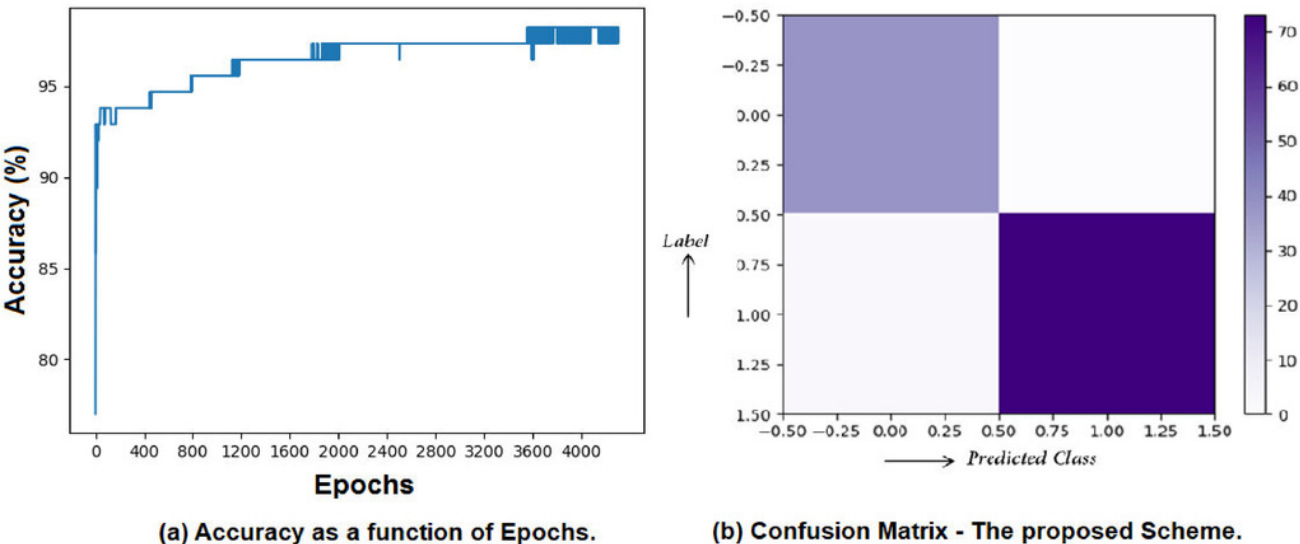 95
90
85
80
Accuracy (%)
0 400 800 1200 1600 2000 2400 2800 3200 3600 4000
Epochs
(a) Accuracy as a function of Epochs.
−0.50
−0.25
0.00
0.25
0.50
0.75
1.00
1.25
1.50
Label
−0.50 −0.25 0.00 0.25 0.50 0.75 1.00 1.25 1.50
Predicted Class
70
60
50
40
30
20
10
0
(b) Confusion Matrix - The proposed Scheme.